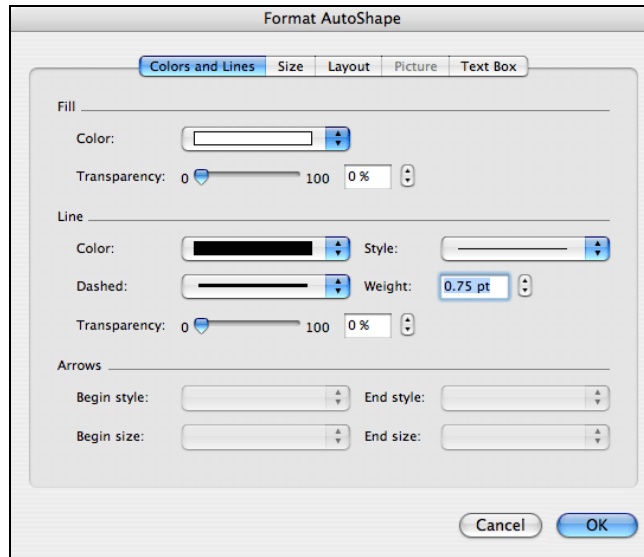 Format AutoShape
Colors and Lines Size Layout Picture Text Box
Fill
Color:
Transparency: 0 100 0 %
Line
Color: Style:
Dashed: Weight: 0.75 pt
Transparency: 0 100 0 %
Arrows
Begin style: End style:
Begin size: End size:
Cancel OK